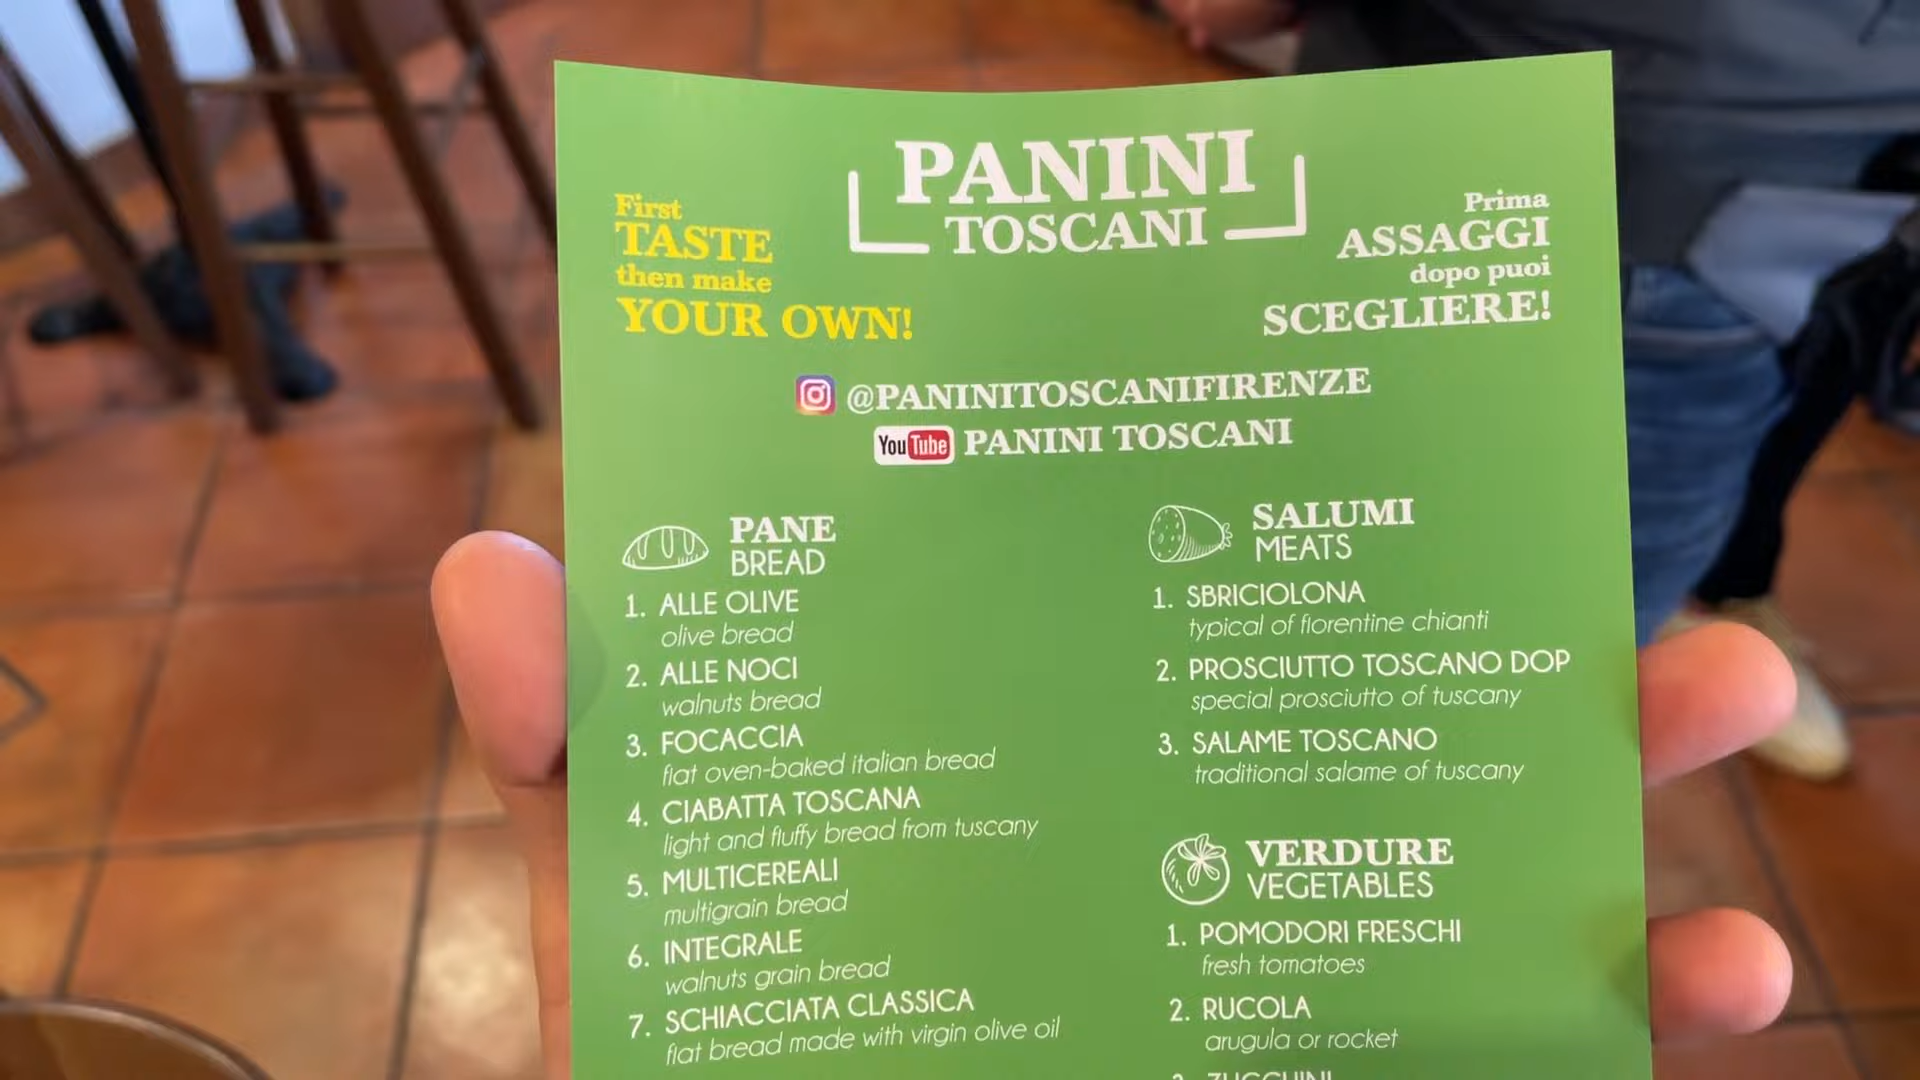 PANINI
TOSCANI
First
TASTE
then make
YOUR OWN!
Prima
ASSAGGI
dopo puoi
SCEGLIERE!
@PANINITOSCANIFIRENZE
YouTube PANINI TOSCANI
PANE
BREAD
1. ALLE OLIVE
olive bread
2. ALLE NOCI
walnuts bread
3. FOCACCIA
flat oven-baked italian bread
4. CIABATTA TOSCANA
light and fluffy bread from tuscany
5. MULTICEREALI
multigrain bread
6. INTEGRALE
walnuts grain bread
7. SCHIACCIATA CLASSICA
flat bread made with virgin olive oil
SALUMI
MEATS
1. SBRICIOLONA
typical of florentine chianti
2. PROSCIUTTO TOSCANO DOP
special prosciutto of tuscany
3. SALAME TOSCANO
traditional salame of tuscany
VERDURE
VEGETABLES
1. POMODORI FRESCHI
fresh tomatoes
2. RUCOLA
arugula or rocket
3. ZUCCHINI